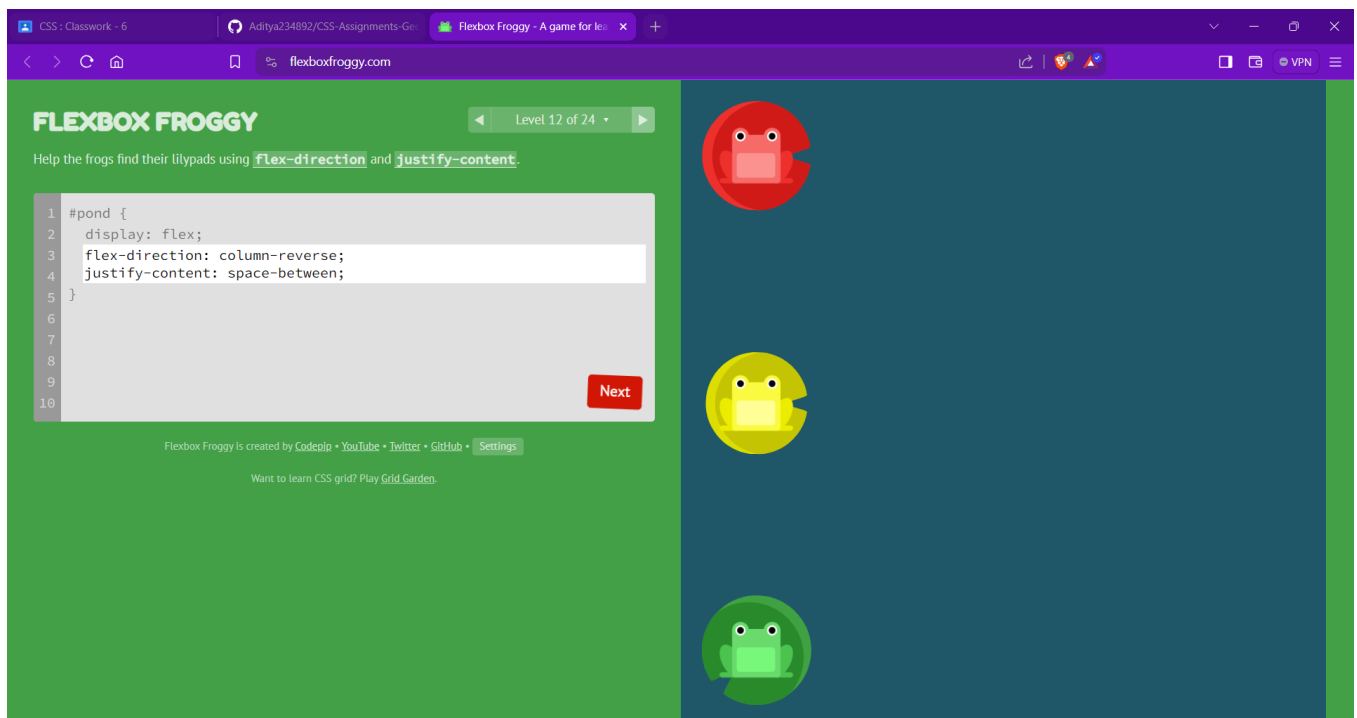 CSS : Classwork - 6
Aditya234892/CSS-Assignments-Gee
Flexbox Froggy - A game for lea
flexboxfroggy.com
4
VPN
FLEXBOX FROGGY
Level 12 of 24
Help the frogs find their lilypads using flex-direction and justify-content.
1 #pond {
2 display: flex;
3 flex-direction: column-reverse;
4 justify-content: space-between;
5 }
6
7
8
9
10
Next
Flexbox Froggy is created by Codepip • YouTube • Twitter • GitHub • Settings
Want to learn CSS grid? Play Grid Garden.